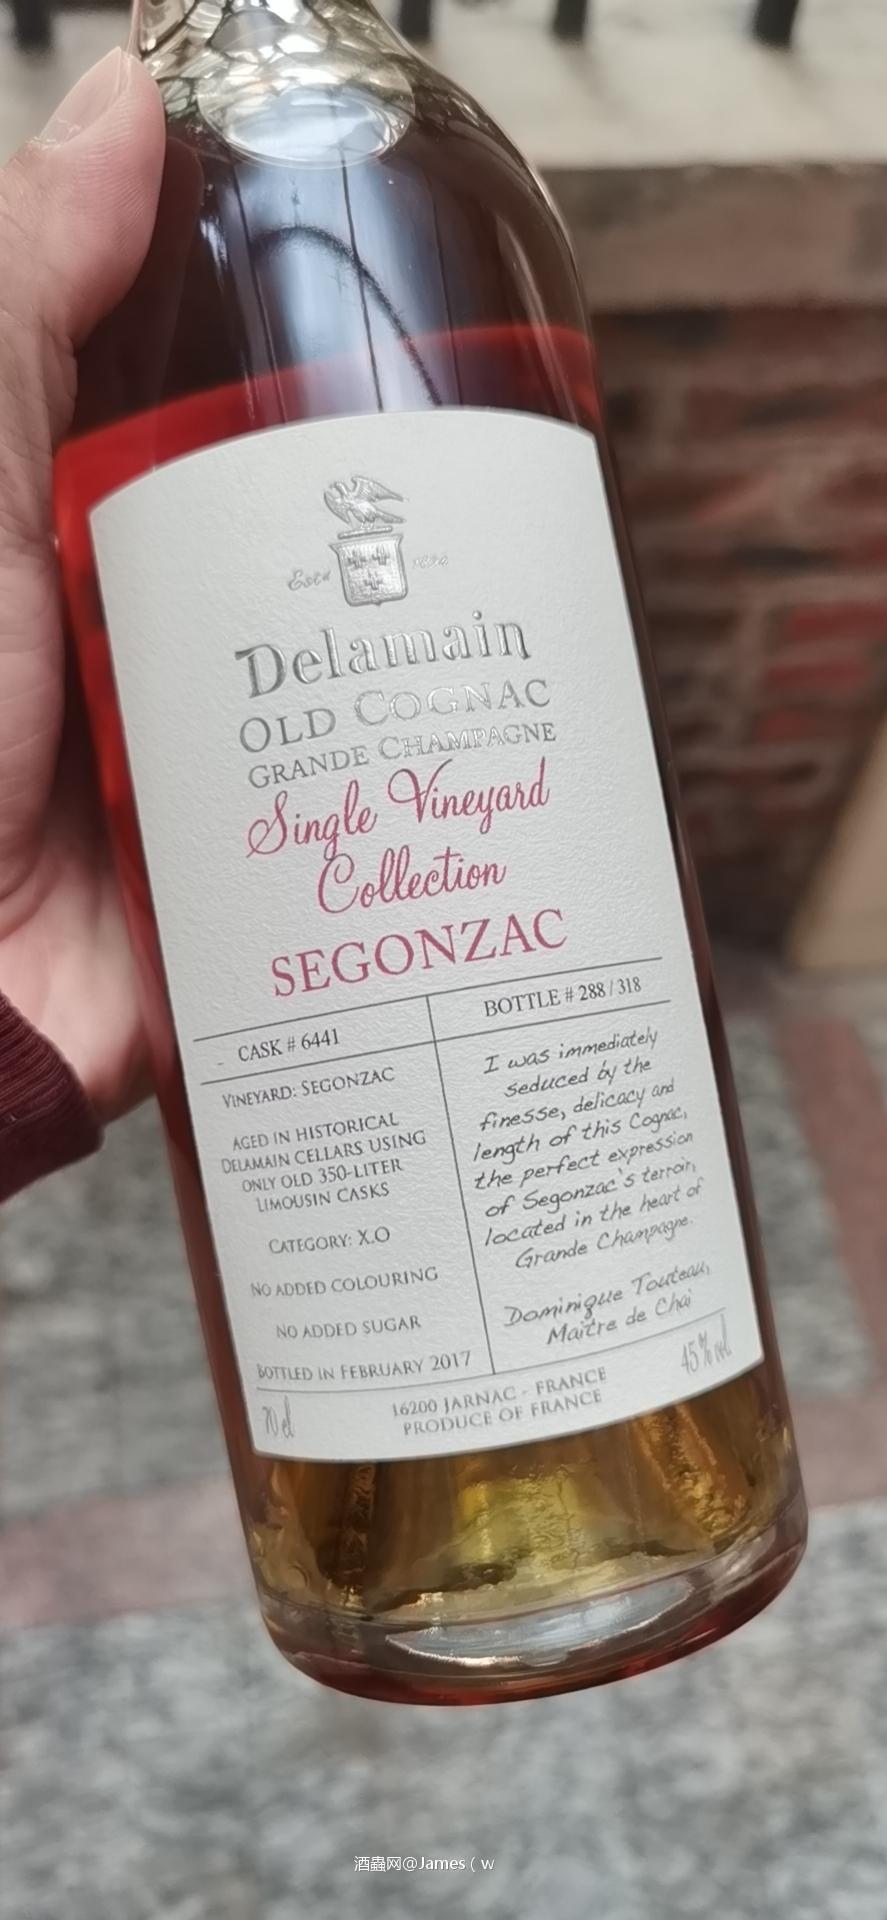 Estd
Delamain
OLD COGNAC
GRANDE CHAMPAGNE
Single Vineyard
Collection
SEGONZAC
CASK # 6441
BOTTLE # 288 / 318
VINEYARD: SEGONZAC
AGED IN HISTORICAL
DELAMAIN CELLARS USING
ONLY OLD 350-LITER
LIMOUSIN CASKS
CATEGORY: X.O
NO ADDED COLOURING
NO ADDED SUGAR
BOTTLED IN FEBRUARY 2017
I was immediately
seduced by the
finesse, delicacy and
length of this Cognac,
the perfect expression
of Segonzac's terroir,
located in the heart of
Grande Champagne.
Dominique Touteau,
Maître de Chai
70 cl
16200 JARNAC - FRANCE
PRODUCE OF FRANCE
45% vol
酒蟲网@James ( w